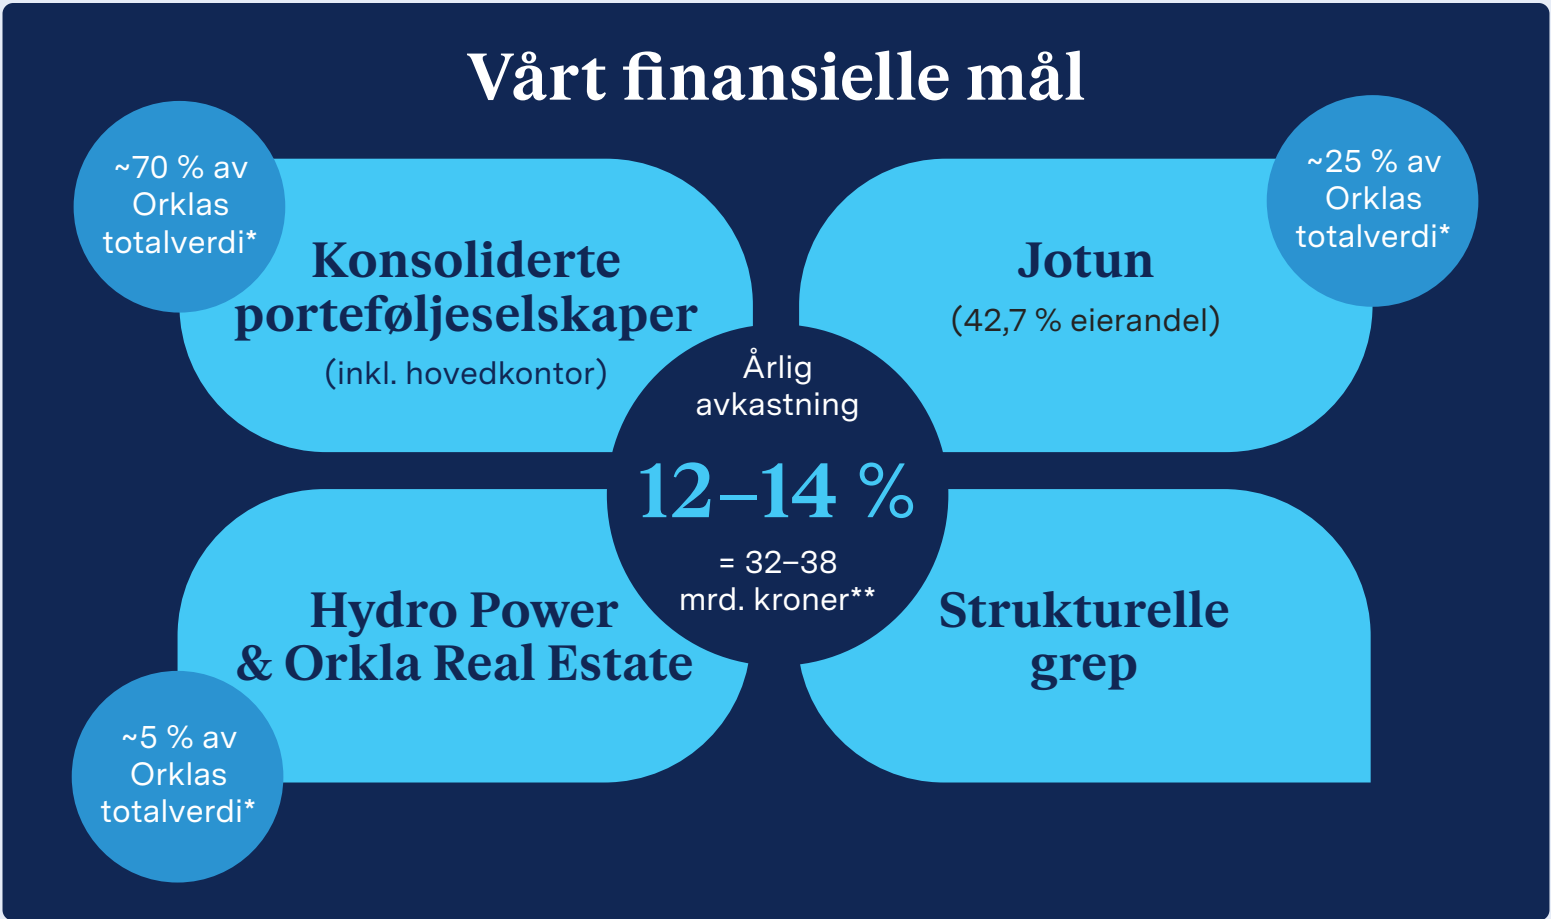 Vårt finansielle mål
~70 % av
Orklas
totalverdi*
Konsoliderte
porteføljeselskaper
(inkl. hovedkontor)
Jotun
(42,7 % eierandel)
~25 % av
Orklas
totalverdi*
Årlig
avkastning
12–14 %
= 32–38
mrd. kroner**
Hydro Power
& Orkla Real Estate
~5 % av
Orklas
totalverdi*
Strukturelle
grep